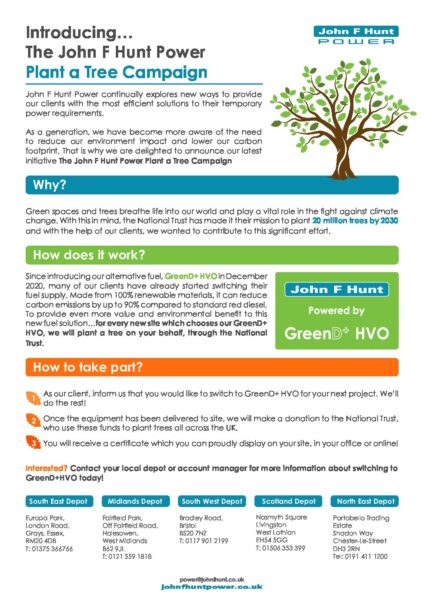 Introducing…
The John F Hunt Power
Plant a Tree Campaign
John F Hunt
POWER
John F Hunt Power continually explores new ways to provide
our clients with the most efficient solutions to their temporary
power requirements.
As a generation, we have become more aware of the need
to reduce our environment impact and lower our carbon
footprint. That is why we are delighted to announce our latest
initiative The John F Hunt Power Plant a Tree Campaign
Why?
Green spaces and trees breathe life into our world and play a vital role in the fight against climate
change. With this in mind, the National Trust has made it their mission to plant 20 million trees by 2030
and with the help of our clients, we wanted to contribute to this significant effort.
How does it work?
Since introducing our alternative fuel, GreenD+ HVO in December
2020, many of our clients have already started switching their
fuel supply. Made from 100% renewable materials, it can reduce
carbon emissions by up to 90% compared to standard red diesel.
To provide even more value and environmental benefit to this
new fuel solution…for every new site which chooses our GreenD+
HVO, we will plant a tree on your behalf, through the National
Trust.
John F Hunt
Powered by
GreenD+ HVO
How to take part?
1 As our client, inform us that you would like to switch to GreenD+ HVO for your next project. We'll
do the rest!
2 Once the equipment has been delivered to site, we will make a donation to the National Trust,
who use these funds to plant trees all across the UK.
3 You will receive a certificate which you can proudly display on your site, in your office or online!
Interested? Contact your local depot or account manager for more information about switching to
GreenD+HVO today!
South East Depot
Europa Park,
London Road,
Grays, Essex,
RM20 4DB
T: 01375 366766
Midlands Depot
Fairfield Park,
Off Fairfield Road,
Halesowen,
West Midlands
B62 9JL
T: 0121 559 1818
South West Depot
Bradley Road,
Bristol
BS20 7NZ
T: 0117 901 2199
Scotland Depot
Nasmyth Square
Livingston
West Lothian
EH54 5GG
T: 01506 353 399
North East Depot
Portobello Trading
Estate
Shadon Way
Chester-Le-Street
DH3 2RN
Tel: 0191 411 1200
power@johnfhunt.co.uk
johnfhuntpower.co.uk